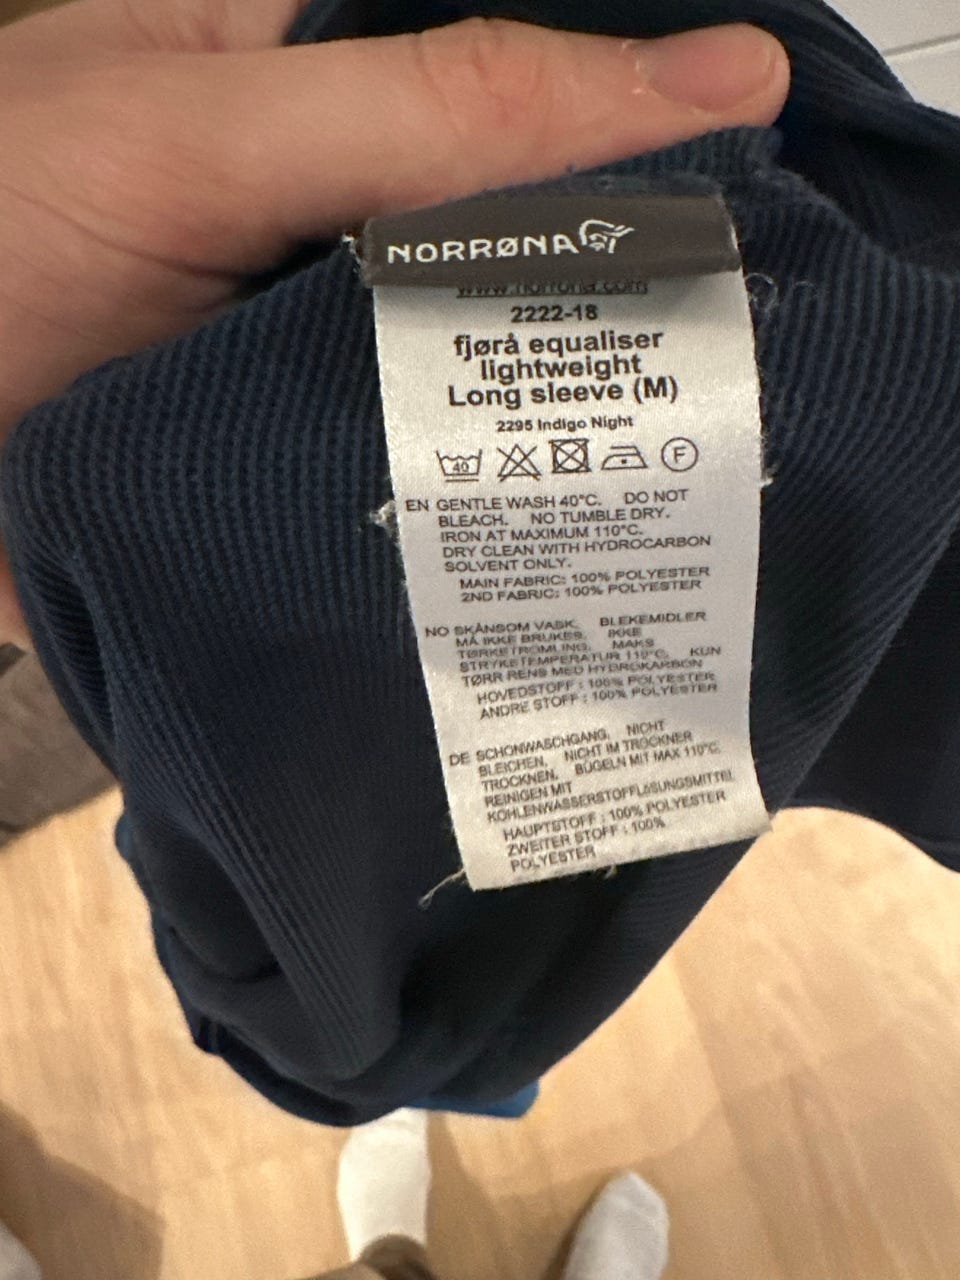 NORRØNA
www.norrona.com
2222-18
fjørå equaliser
lightweight
Long sleeve (M)
2295 Indigo Night
40 F
EN GENTLE WASH 40°C. DO NOT
BLEACH. NO TUMBLE DRY.
IRON AT MAXIMUM 110°C.
DRY CLEAN WITH HYDROCARBON
SOLVENT ONLY.
MAIN FABRIC: 100% POLYESTER
2ND FABRIC: 100% POLYESTER
NO SKÅNSOM VASK. BLEKEMIDLER
MÅ IKKE BRUKES. IKKE
TØRKETROMLING. MAKS
STRYKETEMPERATUR 110°C. KUN
TØRR RENS MED HYDROKARBON
HOVEDSTOFF : 100% POLYESTER
ANDRE STOFF : 100% POLYESTER
DE SCHONWASCHGANG. NICHT
BLEICHEN. NICHT IM TROCKNER
TROCKNEN. BÜGELN MIT MAX 110°C.
REINIGEN MIT
KOHLENWASSERSTOFFLØSUNGSMITTEL
HAUPTSTOFF : 100% POLYESTER
ZWEITER STOFF : 100%
POLYESTER